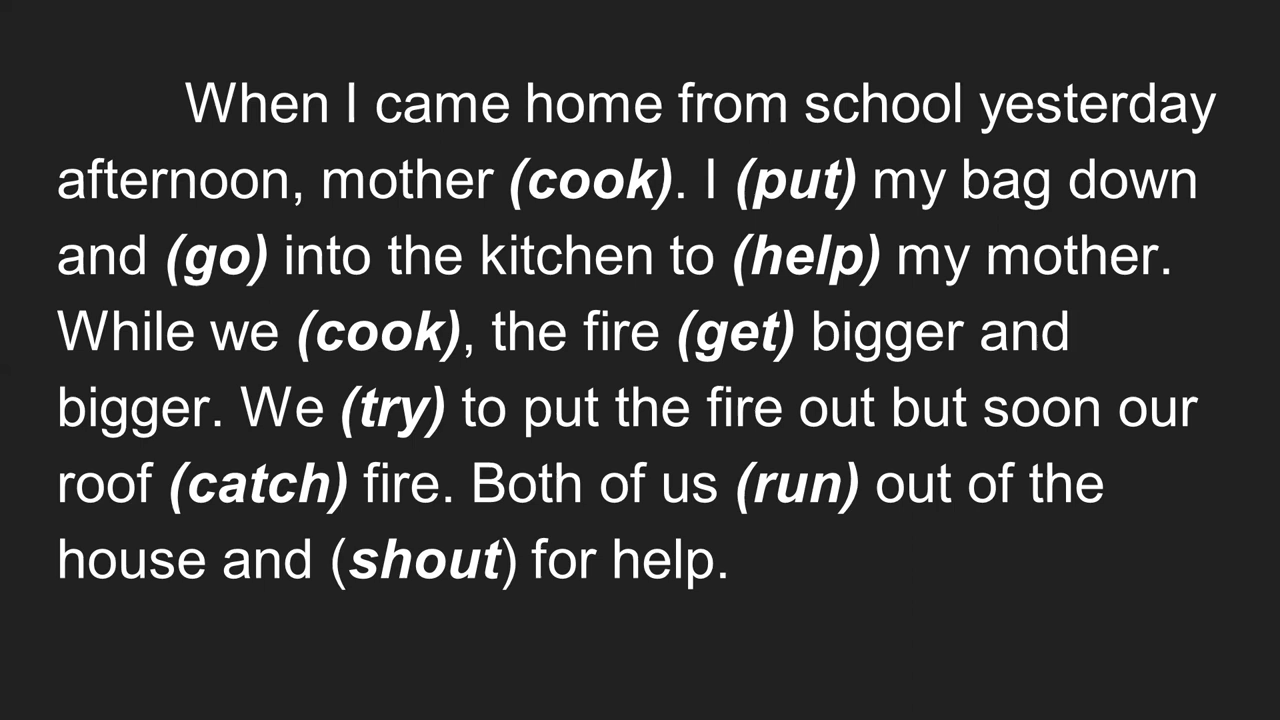 When I came home from school yesterday
afternoon, mother (cook). I (put) my bag down
and (go) into the kitchen to (help) my mother.
While we (cook), the fire (get) bigger and
bigger. We (try) to put the fire out but soon our
roof (catch) fire. Both of us (run) out of the
house and (shout) for help.